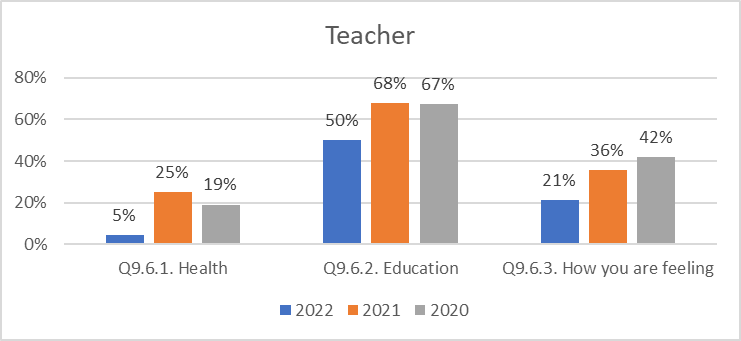 Teacher
80%
68%
67%
60%
50%
42%
40%
36%
25%
21%
20%
19%
5%
0%
Q9.6.1. Health
Q9.6.2. Education
Q9.6.3. How you are feeling
2022 2021 2020